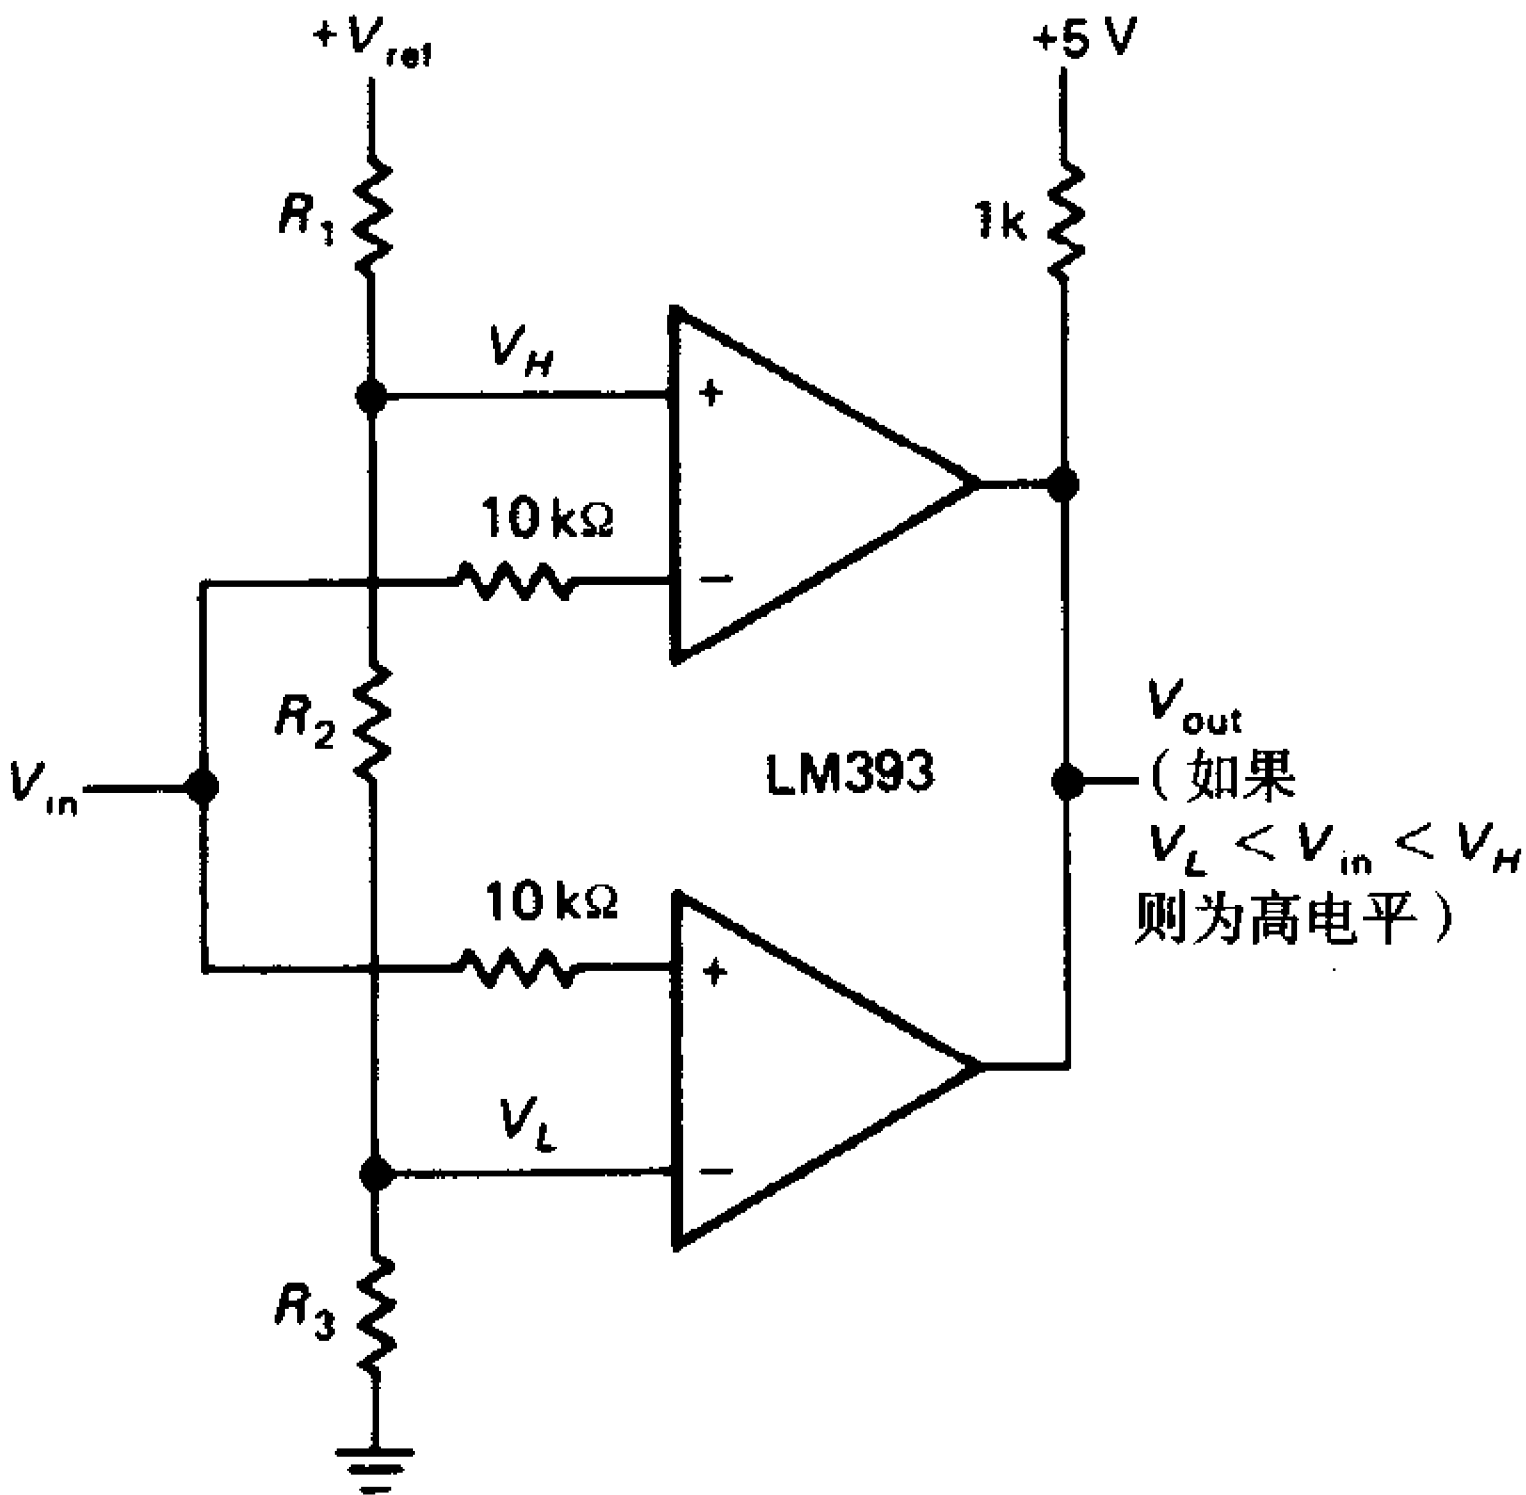 +V_ref
+5 V
R_1
1k
V_H
+
10 kΩ
−
R_2
V_out
V_in
LM393
(如果
V_L < V_in < V_H
则为高电平)
10 kΩ
+
V_L
−
R_3